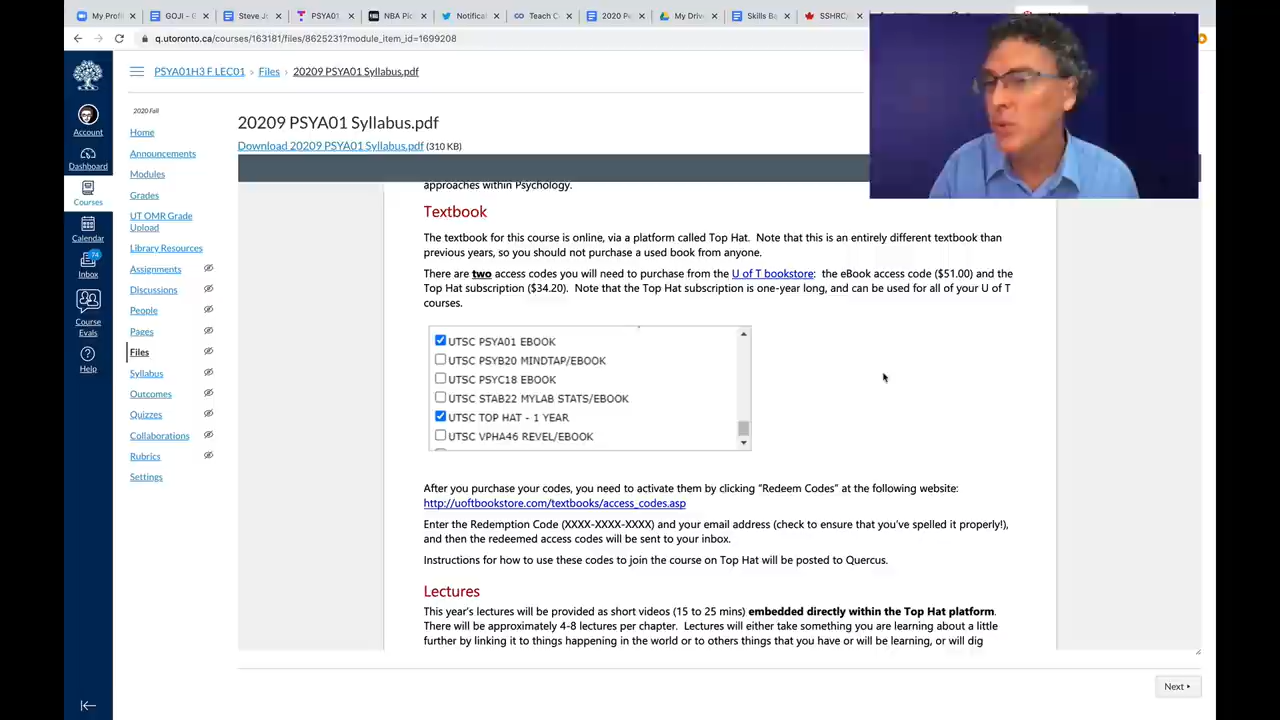 My Profi
GOJI - G
Steve J
PSYA01
NBA Pic
Notificat
Teach C
2020 P
My Driv
Skills Ba
SSHRC
q.utoronto.ca/courses/163181/files/8625231?module_item_id=1699208
PSYA01H3 F LEC01 › Files › 20209 PSYA01 Syllabus.pdf
Account
Dashboard
Courses
Calendar
74
Inbox
Course Evals
Help
2020 Fall
Home
Announcements
Modules
Grades
UT OMR Grade
Upload
Library Resources
Assignments
Discussions
People
Pages
Files
Syllabus
Outcomes
Quizzes
Collaborations
Rubrics
Settings
20209 PSYA01 Syllabus.pdf
Download 20209 PSYA01 Syllabus.pdf (310 KB)
approaches within Psychology.
Textbook
The textbook for this course is online, via a platform called Top Hat. Note that this is an entirely different textbook than
previous years, so you should not purchase a used book from anyone.
There are two access codes you will need to purchase from the U of T bookstore: the eBook access code ($51.00) and the
Top Hat subscription ($34.20). Note that the Top Hat subscription is one-year long, and can be used for all of your U of T
courses.
UTSC PSYA01 EBOOK
UTSC PSYB20 MINDTAP/EBOOK
UTSC PSYC18 EBOOK
UTSC STAB22 MYLAB STATS/EBOOK
UTSC TOP HAT - 1 YEAR
UTSC VPHA46 REVEL/EBOOK
After you purchase your codes, you need to activate them by clicking “Redeem Codes” at the following website:
http://uoftbookstore.com/textbooks/access_codes.asp
Enter the Redemption Code (XXXX-XXXX-XXXX) and your email address (check to ensure that you’ve spelled it properly!),
and then the redeemed access codes will be sent to your inbox.
Instructions for how to use these codes to join the course on Top Hat will be posted to Quercus.
Lectures
This year’s lectures will be provided as short videos (15 to 25 mins) embedded directly within the Top Hat platform.
There will be approximately 4-8 lectures per chapter. Lectures will either take something you are learning about a little
further by linking it to things happening in the world or to others things that you have or will be learning, or will dig
Next